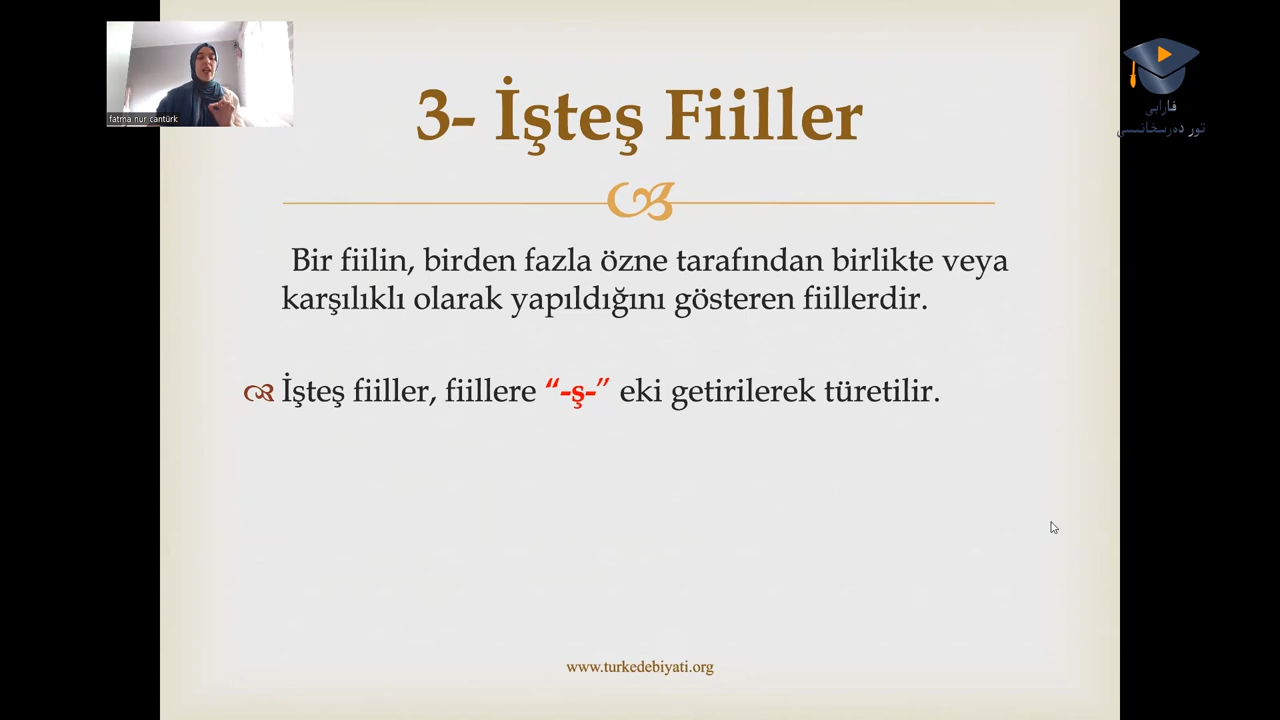 fatma nur cantürk
فارابى
تور دەرسخانىسى
3- İşteş Fiiller
Bir fiilin, birden fazla özne tarafından birlikte veya
karşılıklı olarak yapıldığını gösteren fiillerdir.
İşteş fiiller, fiillere “-ş-” eki getirilerek türetilir.
www.turkedebiyati.org